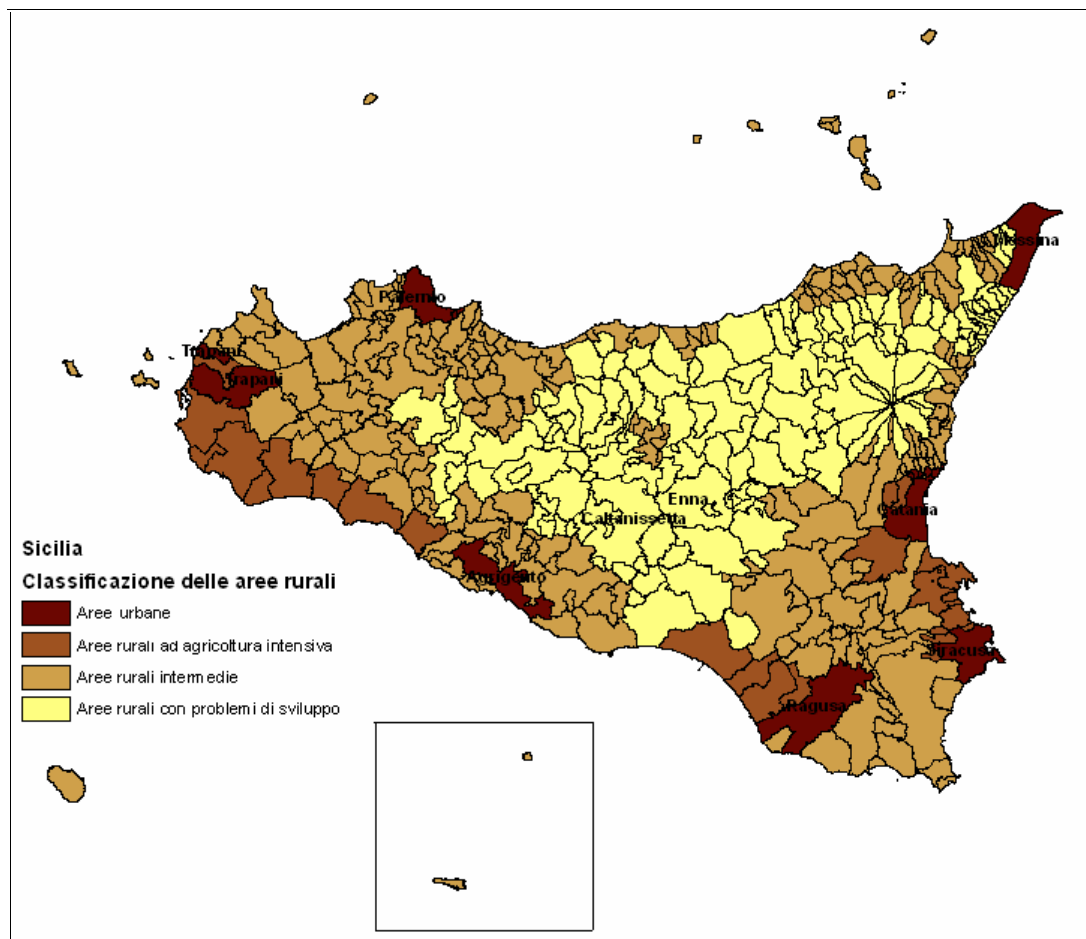 Messina
Palermo
Trapani
Trapani
Enna
Catania
Caltanissetta
Agrigento
Siracusa
Ragusa
Sicilia
Classificazione delle aree rurali
Aree urbane
Aree rurali ad agricoltura intensiva
Aree rurali intermedie
Aree rurali con problemi di sviluppo